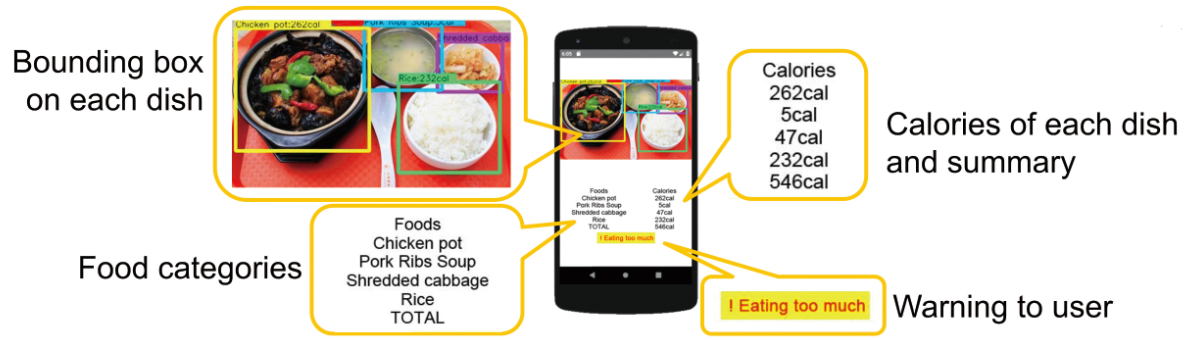 Bounding box
on each dish
Chicken pot:262cal
Pork Ribs Soup:5cal
Shredded cabba
Rice:232cal
6:05
Foods
Calories
Chicken pot
262cal
Pork Ribs Soup
5cal
Shredded cabbage
47cal
Rice
232cal
TOTAL
546cal
! Eating too much
Calories
262cal
5cal
47cal
232cal
546cal
Calories of each dish
and summary
Food categories
Foods
Chicken pot
Pork Ribs Soup
Shredded cabbage
Rice
TOTAL
! Eating too much
Warning to user